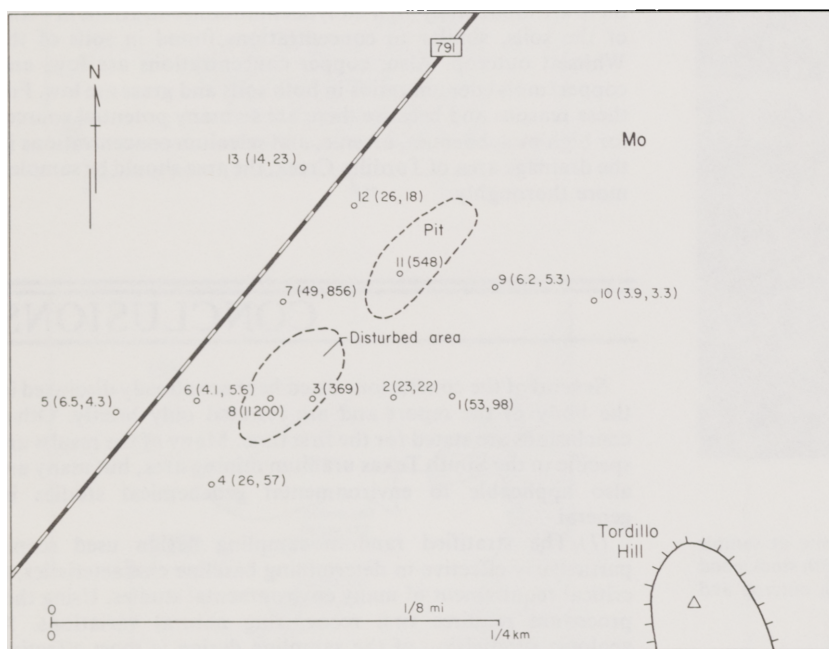 791
N
Mo
13 (14, 23)
12 (26, 18)
Pit
11 (548)
9 (6.2, 5.3)
10 (3.9, 3.3)
7 (49, 856)
Disturbed area
5 (6.5, 4.3)
6 (4.1, 5.6)
3 (369)
2 (23, 22)
8 (11200)
1 (53, 98)
4 (26, 57)
Tordillo
Hill
0 1/8 mi
0 1/4 km